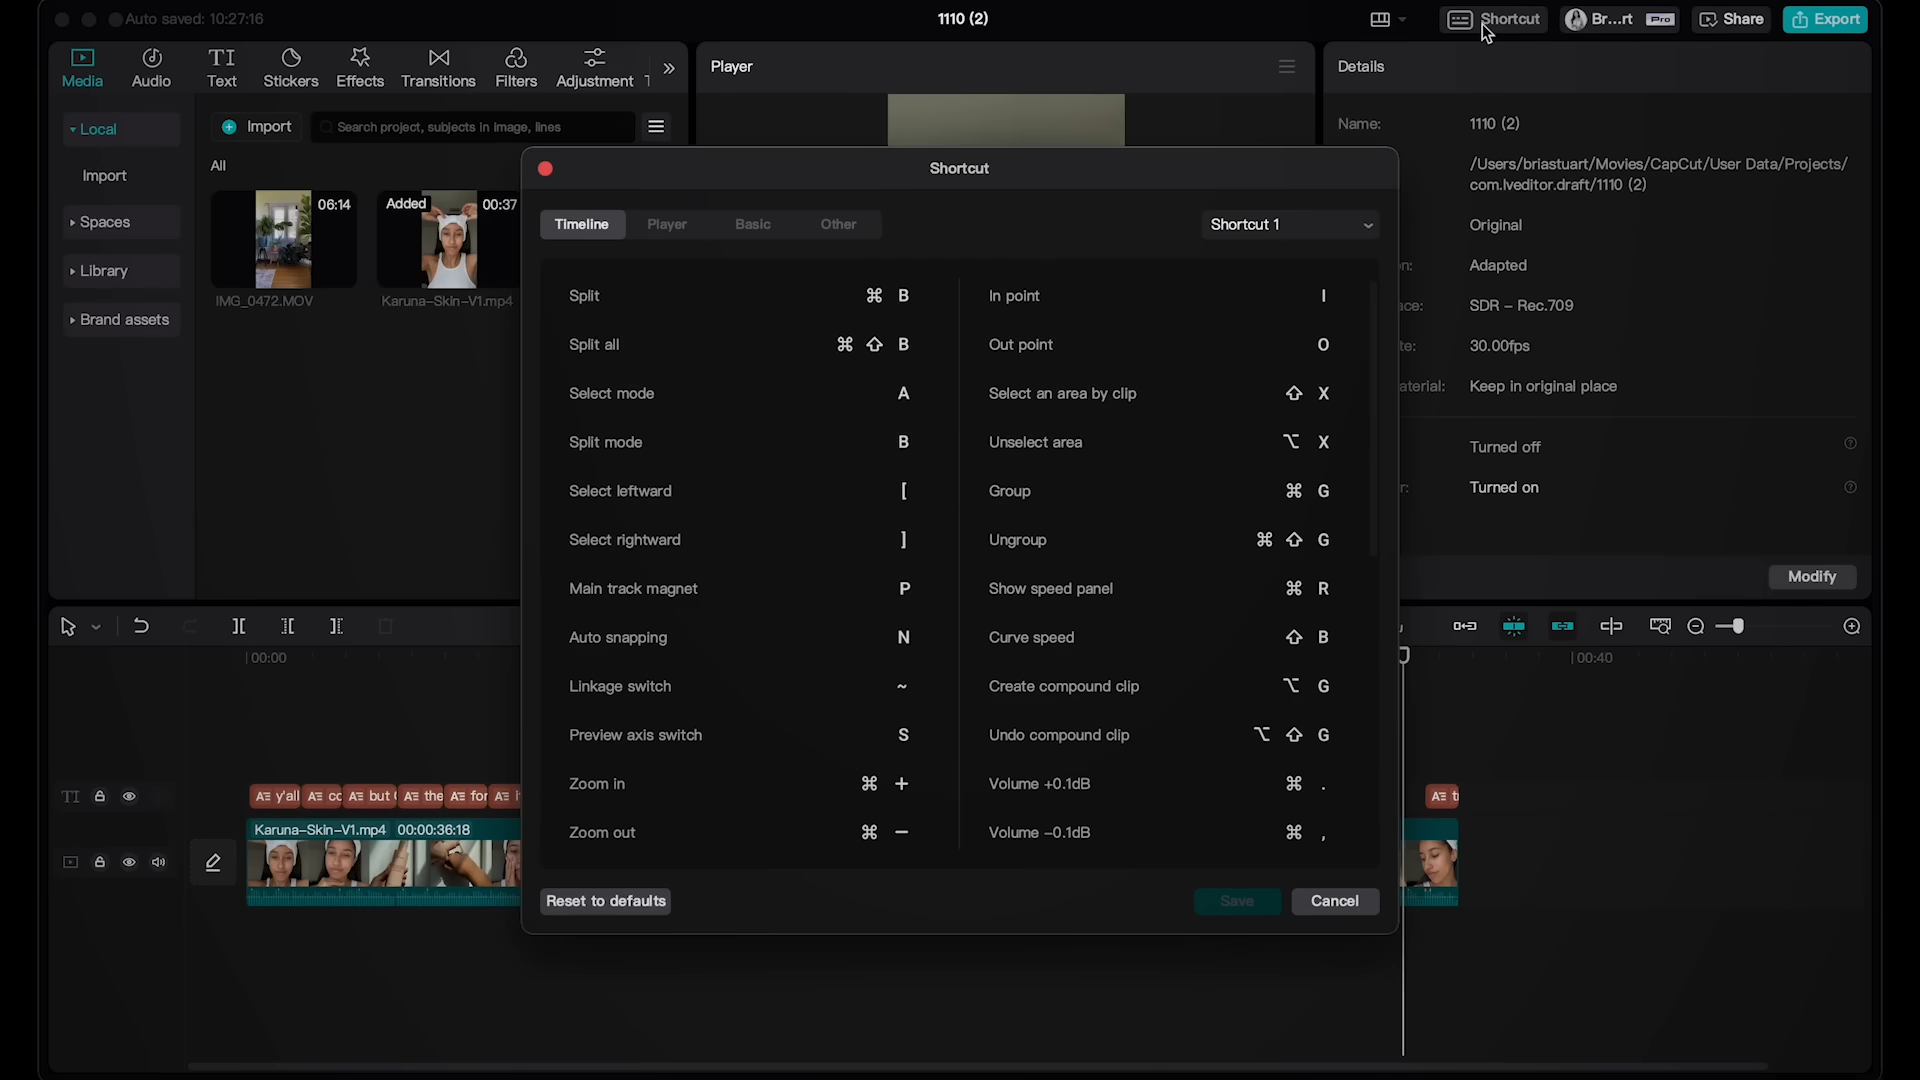 Auto saved: 10:27:16
1110 (2)
Shortcut
Br...rt
Pro
Share
Export
Media
Audio
TI
Text
Stickers
Effects
Transitions
Filters
Adjustment
Player
Details
Local
Import
Spaces
Library
Brand assets
Import
Search project, subjects in image, lines
All
06:14
IMG_0472.MOV
Added
00:37
Karuna-Skin-V1.mp4
Name:
1110 (2)
/Users/briastuart/Movies/CapCut/User Data/Projects/
com.lveditor.draft/1110 (2)
Original
Adapted
SDR – Rec.709
30.00fps
Keep in original place
Turned off
Turned on
Modify
Shortcut
Timeline
Player
Basic
Other
Shortcut 1
Split ⌘ B
Split all ⌘ ⇧ B
Select mode A
Split mode B
Select leftward [
Select rightward ]
Main track magnet P
Auto snapping N
Linkage switch ~
Preview axis switch S
Zoom in ⌘ +
Zoom out ⌘ –
In point I
Out point O
Select an area by clip ⇧ X
Unselect area ⌥ X
Group ⌘ G
Ungroup ⌘ ⇧ G
Show speed panel ⌘ R
Curve speed ⇧ B
Create compound clip ⌥ G
Undo compound clip ⌥ ⇧ G
Volume +0.1dB ⌘ .
Volume –0.1dB ⌘ ,
Reset to defaults
Save
Cancel
00:00
00:40
TI
y'all
but
the
for
Karuna-Skin-V1.mp4 00:00:36:18